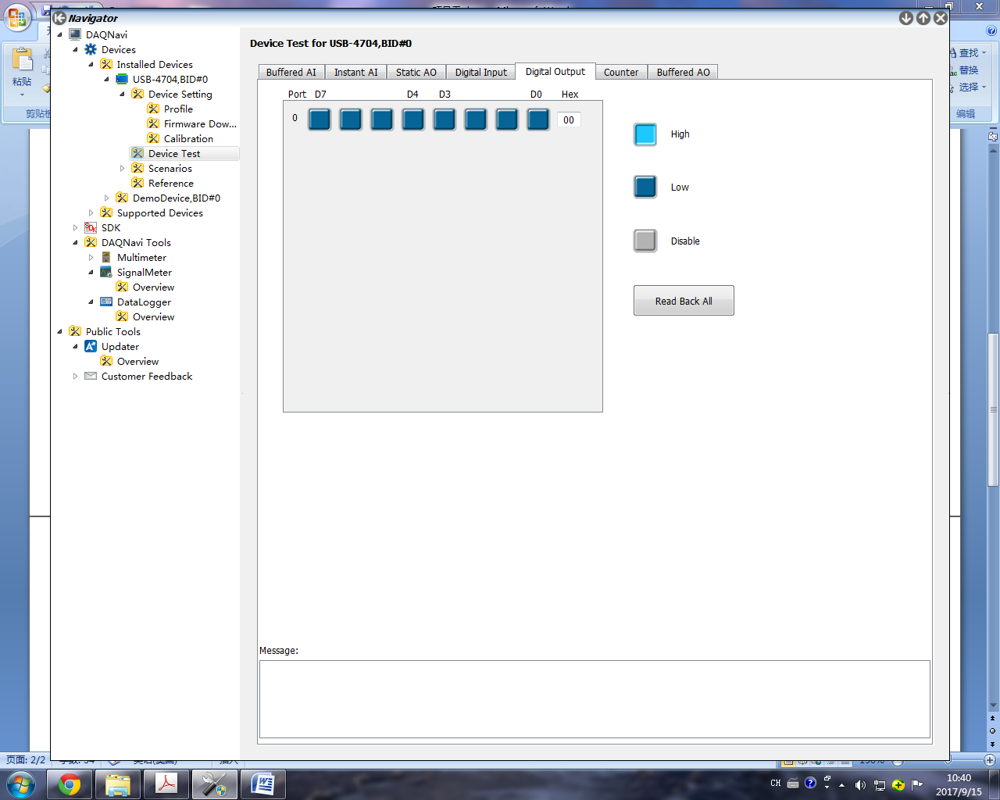 Navigator
DAQNavi
Devices
Installed Devices
USB-4704,BID#0
Device Setting
Profile
Firmware Dow...
Calibration
Device Test
Scenarios
Reference
DemoDevice,BID#0
Supported Devices
SDK
DAQNavi Tools
Multimeter
SignalMeter
Overview
DataLogger
Overview
Public Tools
Updater
Overview
Customer Feedback
Device Test for USB-4704,BID#0
Buffered AI
Instant AI
Static AO
Digital Input
Digital Output
Counter
Buffered AO
Port D7 D4 D3 D0 Hex
0 00
High
Low
Disable
Read Back All
Message:
粘贴
查找
替换
选择
编辑
页面: 2/2
CH
10:40
2017/9/15